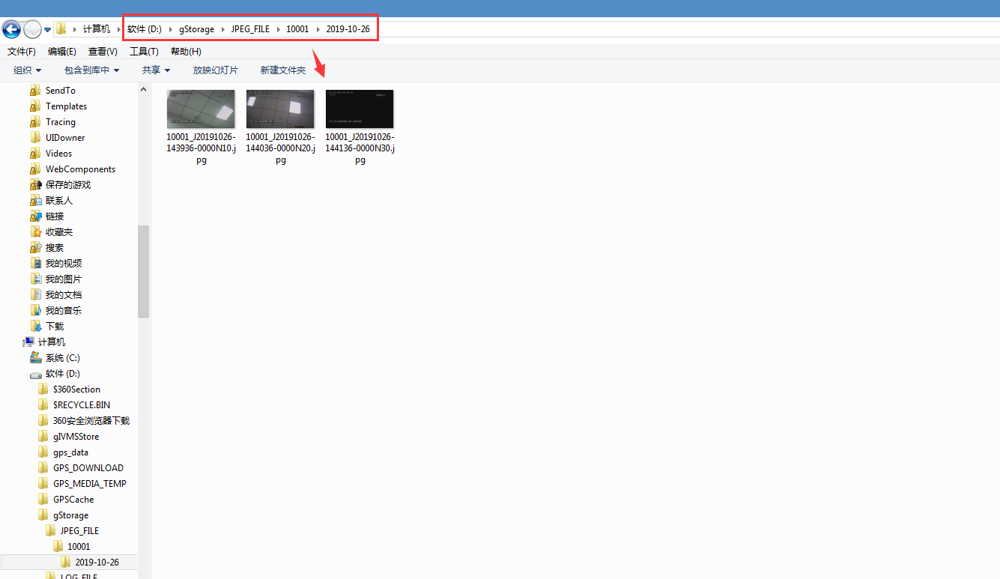 计算机 软件 (D:) gStorage JPEG_FILE 10001 2019-10-26
文件(F) 编辑(E) 查看(V) 工具(T) 帮助(H)
组织 包含到库中 共享 放映幻灯片 新建文件夹
SendTo
Templates
Tracing
UIDowner
Videos
WebComponents
保存的游戏
联系人
链接
收藏夹
搜索
我的视频
我的图片
我的文档
我的音乐
下载
计算机
系统 (C:)
软件 (D:)
$360Section
$RECYCLE.BIN
360安全浏览器下载
gIVMSStore
gps_data
GPS_DOWNLOAD
GPS_MEDIA_TEMP
GPSCache
gStorage
JPEG_FILE
10001
2019-10-26
LOG_FILE
10001_J20191026-
143936-0000N10.j
pg
10001_J20191026-
144036-0000N20.j
pg
10001_J20191026-
144136-0000N30.j
pg